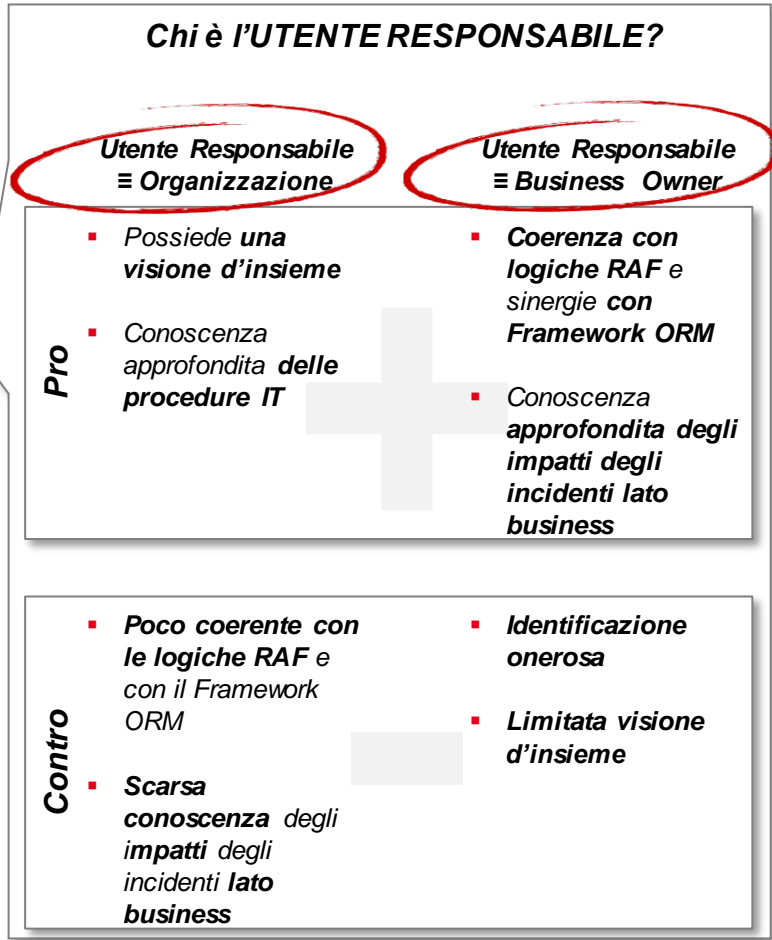 Chi è l'UTENTE RESPONSABILE?
Utente Responsabile
≡ Organizzazione
Utente Responsabile
≡ Business Owner
Pro
▪ Possiede una
visione d'insieme
▪ Conoscenza
approfondita delle
procedure IT
▪ Coerenza con
logiche RAF e
sinergie con
Framework ORM
▪ Conoscenza
approfondita degli
impatti degli
incidenti lato
business
Contro
▪ Poco coerente con
le logiche RAF e
con il Framework
ORM
▪ Scarsa
conoscenza degli
impatti degli
incidenti lato
business
▪ Identificazione
onerosa
▪ Limitata visione
d'insieme